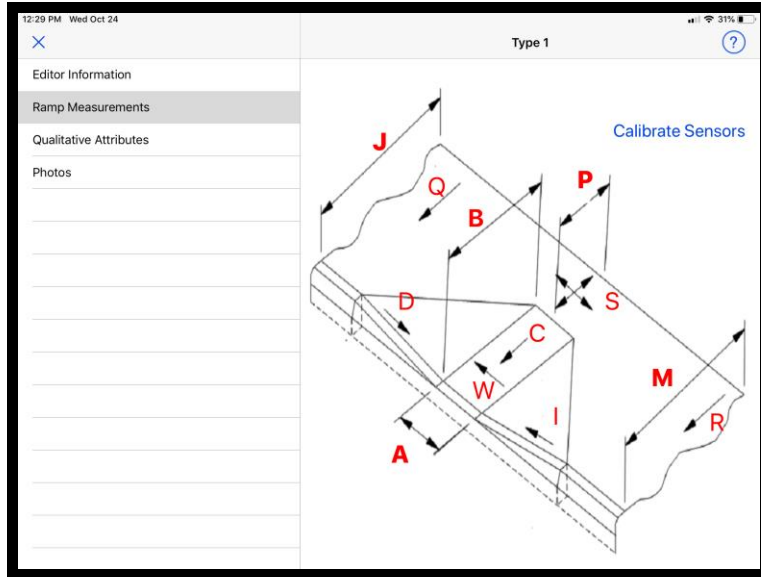 12:29 PM Wed Oct 24
31%
Type 1
?
Editor Information
Ramp Measurements
Qualitative Attributes
Photos
Calibrate Sensors
J
Q
P
B
S
D
C
W
M
I
R
A